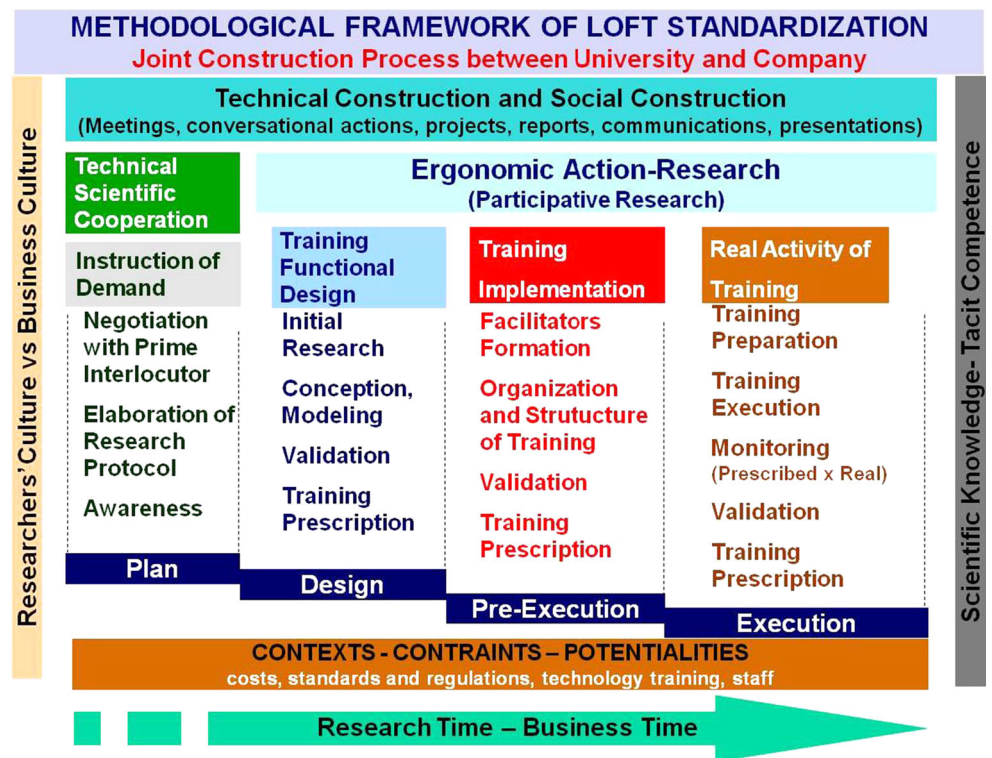 METHODOLOGICAL FRAMEWORK OF LOFT STANDARDIZATION
Joint Construction Process between University and Company
Researchers' Culture vs Business Culture
Technical Construction and Social Construction
(Meetings, conversational actions, projects, reports, communications, presentations)
Technical
Scientific
Cooperation
Ergonomic Action-Research
(Participative Research)
Instruction of
Demand
Negotiation
with Prime
Interlocutor
Elaboration of
Research
Protocol
Awareness
Plan
Training
Functional
Design
Initial
Research
Conception,
Modeling
Validation
Training
Prescription
Design
Training
Implementation
Facilitators
Formation
Organization
and Strutucture
of Training
Validation
Training
Prescription
Pre-Execution
Real Activity of
Training
Training
Preparation
Training
Execution
Monitoring
(Prescribed x Real)
Validation
Training
Prescription
Execution
Scientific Knowledge- Tacit Competence
CONTEXTS - CONTRAINTS – POTENTIALITIES
costs, standards and regulations, technology training, staff
Research Time – Business Time